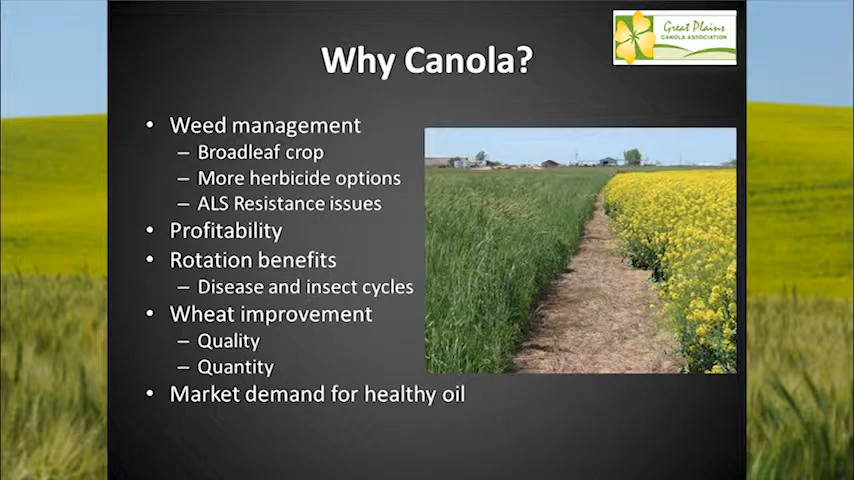 Why Canola?
Great Plains
CANOLA ASSOCIATION
• Weed management
– Broadleaf crop
– More herbicide options
– ALS Resistance issues
• Profitability
• Rotation benefits
– Disease and insect cycles
• Wheat improvement
– Quality
– Quantity
• Market demand for healthy oil